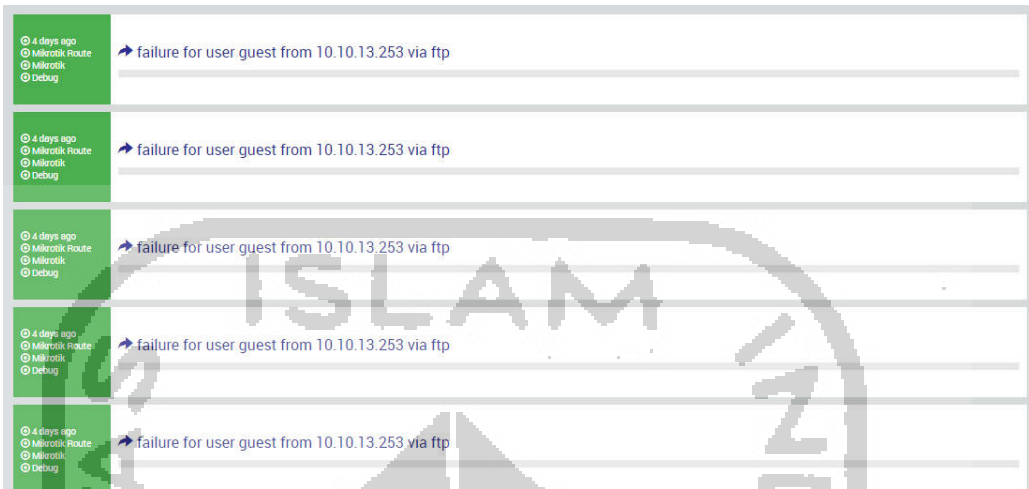 4 days ago
Mikrotik Route
Mikrotik
Debug
failure for user guest from 10.10.13.253 via ftp
4 days ago
Mikrotik Route
Mikrotik
Debug
failure for user guest from 10.10.13.253 via ftp
4 days ago
Mikrotik Route
Mikrotik
Debug
failure for user guest from 10.10.13.253 via ftp
4 days ago
Mikrotik Route
Mikrotik
Debug
failure for user guest from 10.10.13.253 via ftp
4 days ago
Mikrotik Route
Mikrotik
Debug
failure for user guest from 10.10.13.253 via ftp
ISLAM